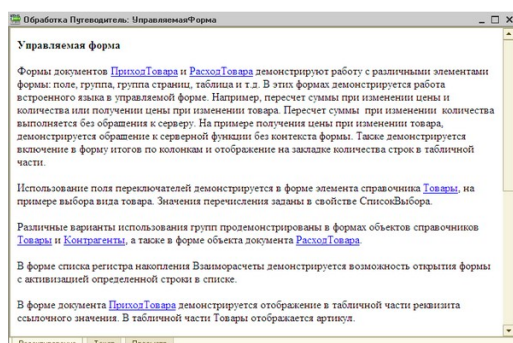 Обработка Путеводитель: УправляемаяФорма
Управляемая форма
Формы документов ПриходТовара и РасходТовара демонстрируют работу с различными элементами
формы: поле, группа, группа страниц, таблица и т.д. В этих формах демонстрируется работа
встроенного языка в управляемой форме. Например, пересчет суммы при изменении цены и
количества или получении цены при изменении товара. Пересчет суммы при изменении количества
выполняется без обращения к серверу. На примере получения цены при изменении товара,
демонстрируется обращение к серверной функции без контекста формы. Также демонстрируется
включение в форму итогов по колонкам и отображение на закладке количества строк в табличной
части.
Использование поля переключателей демонстрируется в форме элемента справочника Товары, на
примере выбора вида товара. Значения перечисления заданы в свойстве СписокВыбора.
Различные варианты использования групп продемонстрированы в формах объектов справочников
Товары и Контрагенты, а также в форме объекта документа РасходТовара.
В форме списка регистра накопления Взаиморасчеты демонстрируется возможность открытия формы
с активизацией определенной строки в списке.
В форме документа ПриходТовара демонстрируется отображение в табличной части реквизита
ссылочного значения. В табличной части Товары отображается артикул.